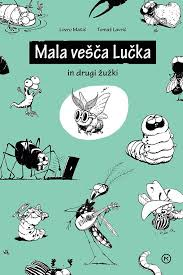 Lovro Matič Tomaž Lavrič
Mala vešča Lučka
in drugi žužki
M